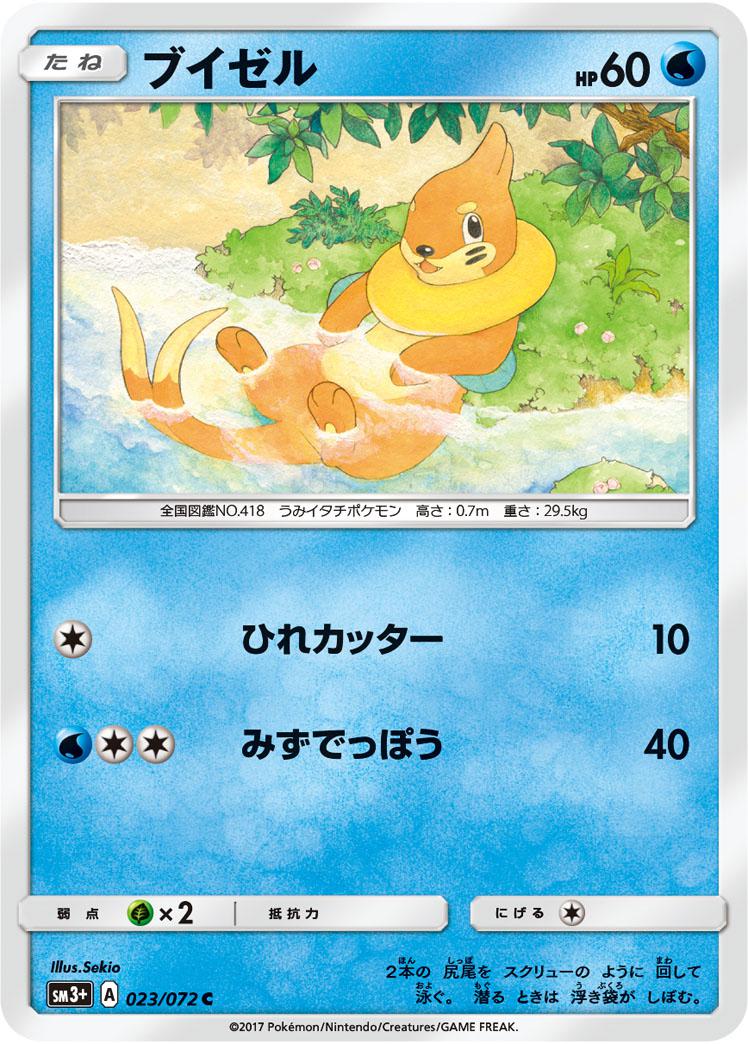 たね ブイゼル HP60
全国図鑑NO.418 うみイタチポケモン 高さ:0.7m 重さ:29.5kg
ひれカッター 10
みずでっぽう 40
弱点 ×2 抵抗力 にげる
Illus.Sekio
2本の 尻尾を スクリューの ように 回して
泳ぐ。 潜る ときは 浮き袋が しぼむ。
SM3+ A 023/072 C
©2017 Pokémon/Nintendo/Creatures/GAME FREAK.